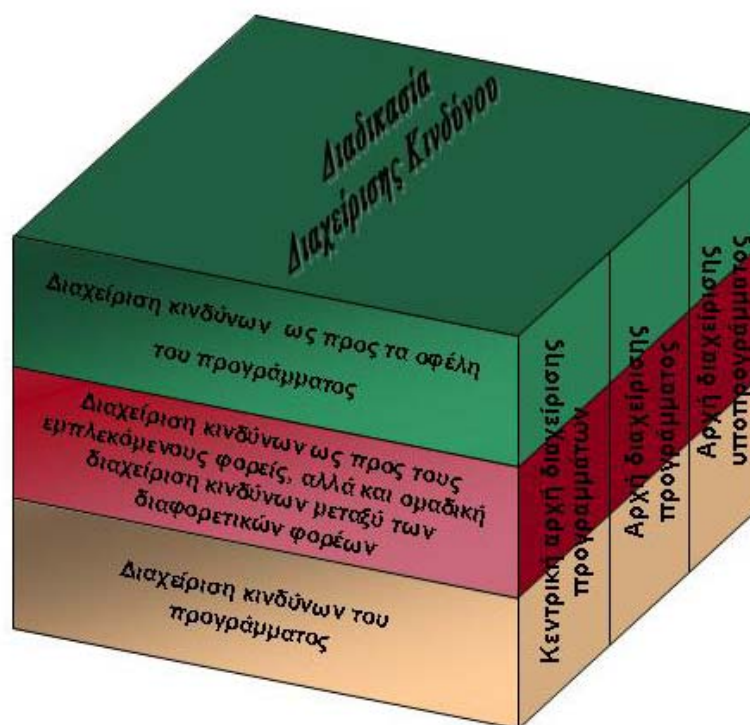 Διαδικασία
Διαχείρισης Κινδύνου
Διαχείριση κινδύνων ως προς τα οφέλη
του προγράμματος
Διαχείριση κινδύνων ως προς τους
εμπλεκόμενους φορείς, αλλά και ομαδική
διαχείριση κινδύνων μεταξύ των
διαφορετικών φορέων
Διαχείριση κινδύνων του
προγράμματος
Κεντρική αρχή διαχείρισης
προγραμμάτων
Αρχή διαχείρισης
προγράμματος
Αρχή διαχείρισης
υποπρογράμματος